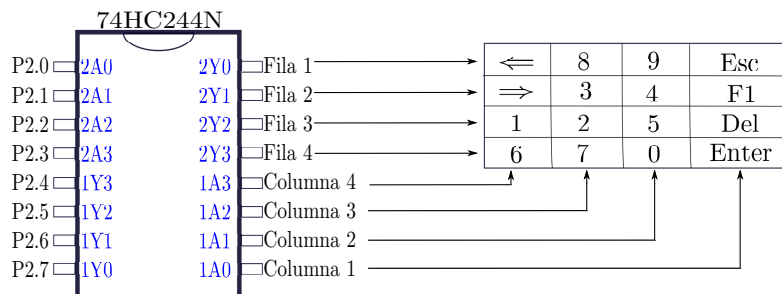 74HC244N
P2.0 2A0 2Y0 Fila 1 ⇐ 8 9 Esc
P2.1 2A1 2Y1 Fila 2 ⇒ 3 4 F1
P2.2 2A2 2Y2 Fila 3 1 2 5 Del
P2.3 2A3 2Y3 Fila 4 6 7 0 Enter
P2.4 1Y3 1A3 Columna 4
P2.5 1Y2 1A2 Columna 3
P2.6 1Y1 1A1 Columna 2
P2.7 1Y0 1A0 Columna 1